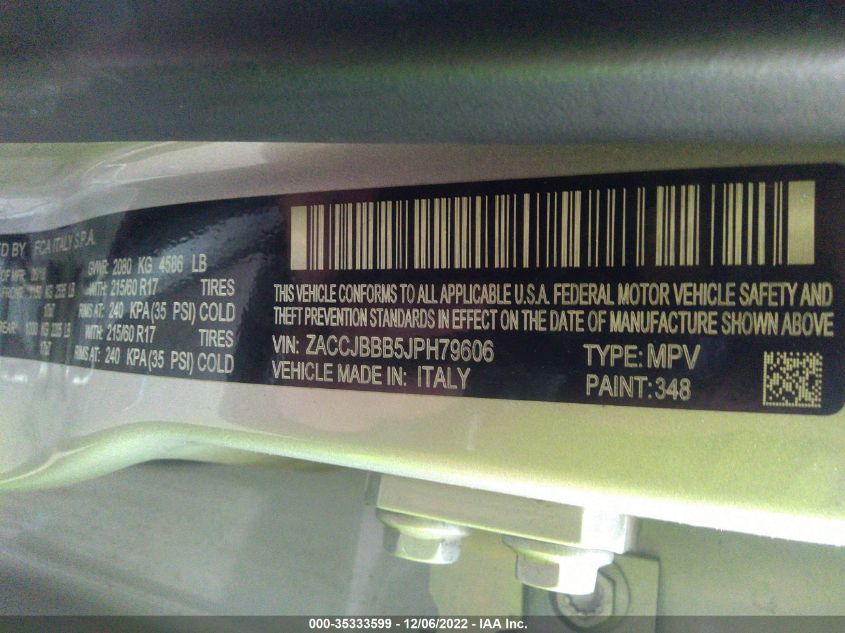 FCA ITALY S.P.A.
GVWR: 2080 KG 4586 LB
WITH: 215/60 R17 TIRES
RIMS AT: 240 KPA (35 PSI) COLD
WITH: 215/60 R17 TIRES
RIMS AT: 240 KPA (35 PSI) COLD
THIS VEHICLE CONFORMS TO ALL APPLICABLE U.S.A. FEDERAL MOTOR VEHICLE SAFETY AND
THEFT PREVENTION STANDARDS IN EFFECT ON THE DATE OF MANUFACTURE SHOWN ABOVE
VIN: ZACCJBBB5JPH79606 TYPE: MPV
VEHICLE MADE IN: ITALY PAINT: 348
000-35333599 - 12/06/2022 - IAA Inc.